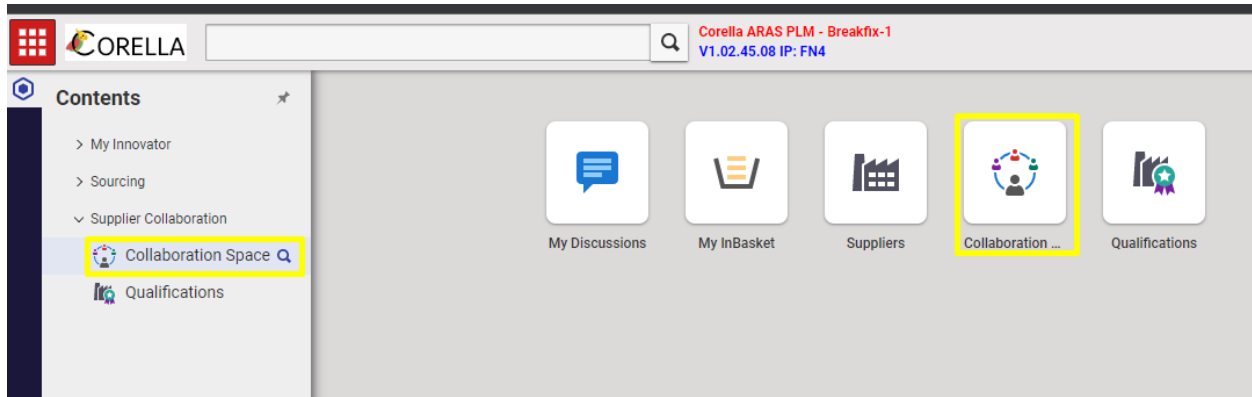 CORELLA
Corella ARAS PLM - Breakfix-1
V1.02.45.08 IP: FN4
Contents
My Innovator
Sourcing
Supplier Collaboration
Collaboration Space
Qualifications
My Discussions
My InBasket
Suppliers
Collaboration ...
Qualifications